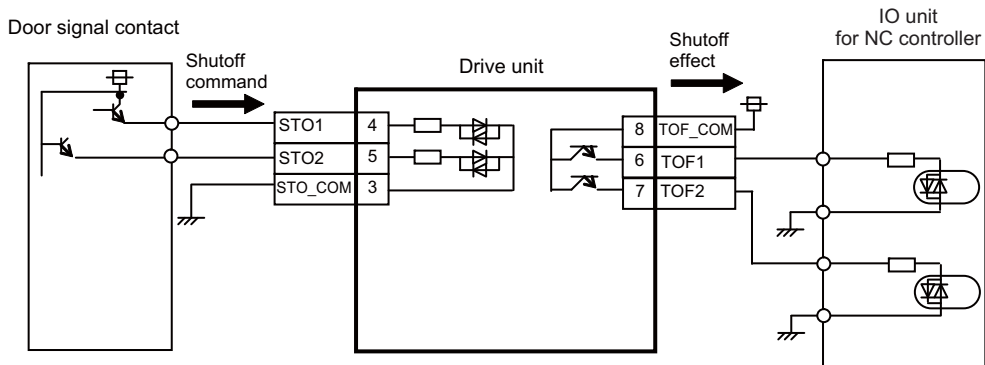 Door signal contact
Shutoff
command
Drive unit
Shutoff
effect
IO unit
for NC controller
STO1 4
STO2 5
STO_COM 3
8 TOF_COM
6 TOF1
7 TOF2